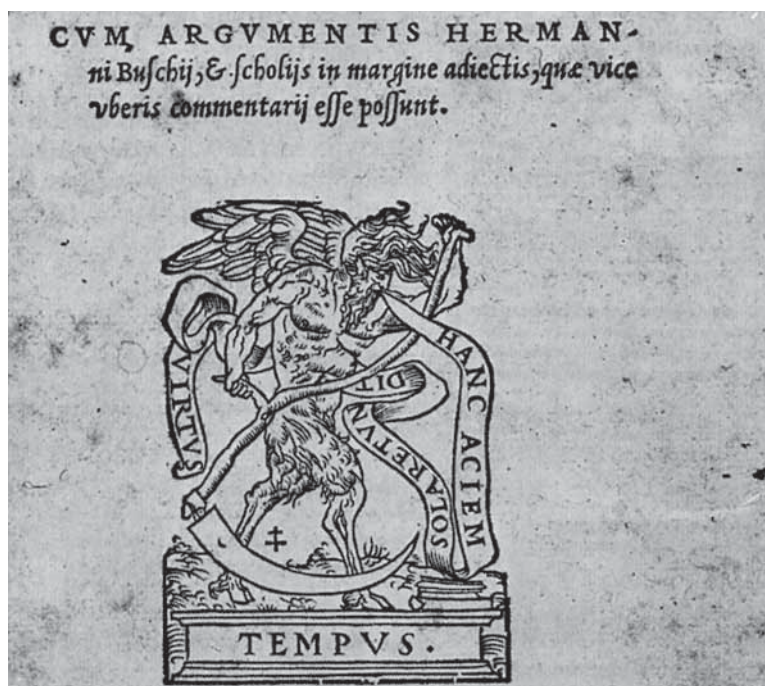 CVM ARGVMENTIS HERMAN-
ni Buſchij, & ſcholijs in margine adiectis, quæ vice
vberis commentarij eſſe poſſunt.
HANC ACIEM
SOLA RETVN
DIT
VIRTVS
TEMPVS.